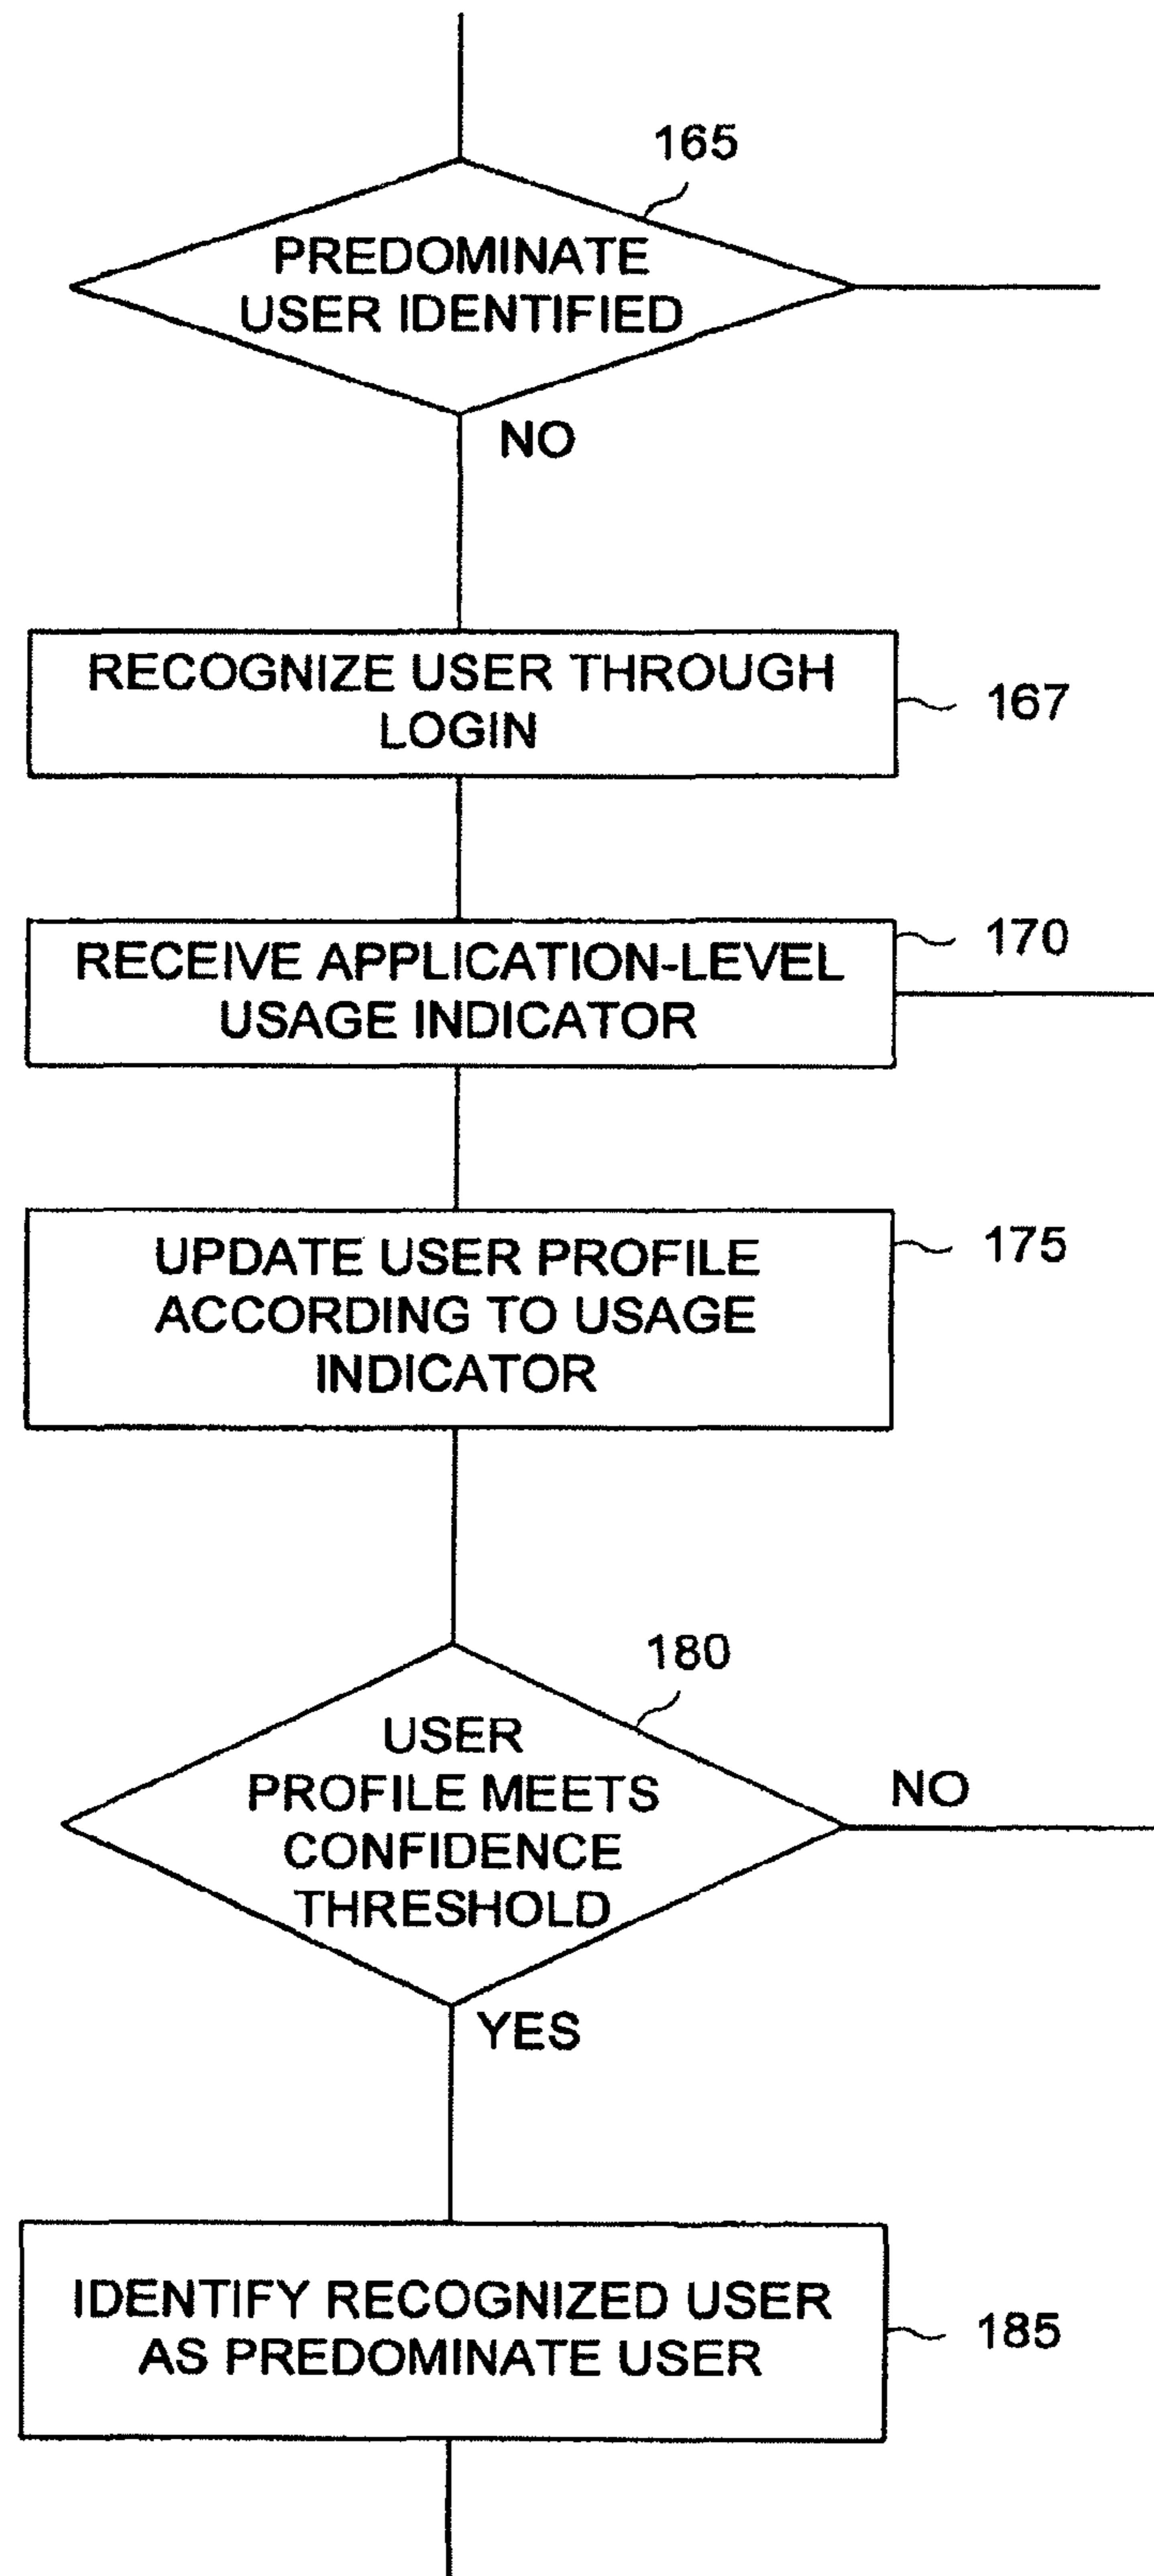 165
PREDOMINATE
USER IDENTIFIED
NO
RECOGNIZE USER THROUGH
LOGIN
167
RECEIVE APPLICATION-LEVEL
USAGE INDICATOR
170
UPDATE USER PROFILE
ACCORDING TO USAGE
INDICATOR
175
180
USER
PROFILE MEETS
CONFIDENCE
THRESHOLD
NO
YES
IDENTIFY RECOGNIZED USER
AS PREDOMINATE USER
185